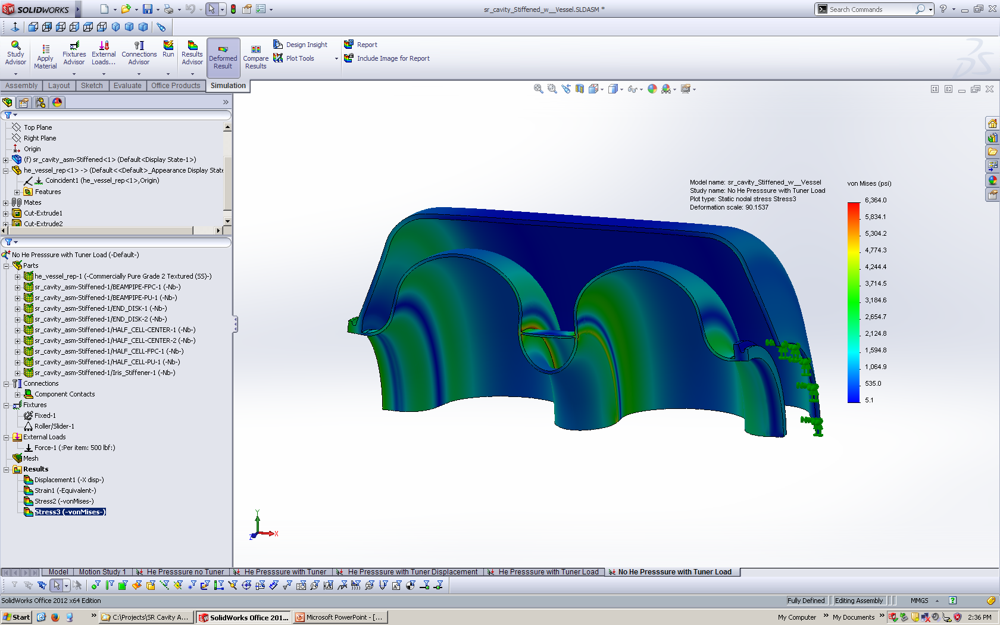 SOLIDWORKS
sr_cavity_Stiffened_w__Vessel.SLDASM *
Search Commands
Study Advisor
Apply Material
Fixtures Advisor
External Loads...
Connections Advisor
Run
Results Advisor
Deformed Result
Compare Results
Design Insight
Plot Tools
Report
Include Image for Report
Assembly
Layout
Sketch
Evaluate
Office Products
Simulation
Top Plane
Right Plane
Origin
(f) sr_cavity_asm-Stiffened<1> (Default<Display State-1>)
he_vessel_rep<1> -> (Default<<Default>_Appearance Display State
Coincident1 (he_vessel_rep<1>,Origin)
Features
Mates
Cut-Extrude1
Cut-Extrude2
No He Presssure with Tuner Load (-Default-)
Parts
he_vessel_rep-1 (-Commercially Pure Grade 2 Textured (SS)-)
sr_cavity_asm-Stiffened-1/BEAMPIPE-FPC-1 (-Nb-)
sr_cavity_asm-Stiffened-1/BEAMPIPE-PU-1 (-Nb-)
sr_cavity_asm-Stiffened-1/END_DISK-1 (-Nb-)
sr_cavity_asm-Stiffened-1/END_DISK-2 (-Nb-)
sr_cavity_asm-Stiffened-1/HALF_CELL-CENTER-1 (-Nb-)
sr_cavity_asm-Stiffened-1/HALF_CELL-CENTER-2 (-Nb-)
sr_cavity_asm-Stiffened-1/HALF_CELL-FPC-1 (-Nb-)
sr_cavity_asm-Stiffened-1/HALF_CELL-PU-1 (-Nb-)
sr_cavity_asm-Stiffened-1/Iris_Stiffener-1 (-Nb-)
Connections
Component Contacts
Fixtures
Fixed-1
Roller/Slider-1
External Loads
Force-1 (:Per item: 500 lbf:)
Mesh
Results
Displacement1 (-X disp-)
Strain1 (-Equivalent-)
Stress2 (-vonMises-)
Stress3 (-vonMises-)
Model name: sr_cavity_Stiffened_w__Vessel
Study name: No He Presssure with Tuner Load
Plot type: Static nodal stress Stress3
Deformation scale: 90.1537
von Mises (psi)
6,364.0
5,834.1
5,304.2
4,774.3
4,244.4
3,714.5
3,184.6
2,654.7
2,124.8
1,594.8
1,064.9
535.0
5.1
Y
X
Z
Model
Motion Study 1
He Presssure no Tuner
He Presssure with Tuner
He Presssure with Tuner Displacement
He Presssure with Tuner Load
No He Presssure with Tuner Load
SolidWorks Office 2012 x64 Edition
Fully Defined
Editing Assembly
MMGS
Start
C:\Projects\SR Cavity A...
SolidWorks Office 201...
Microsoft PowerPoint - [...
My Computer
My Documents
2:36 PM